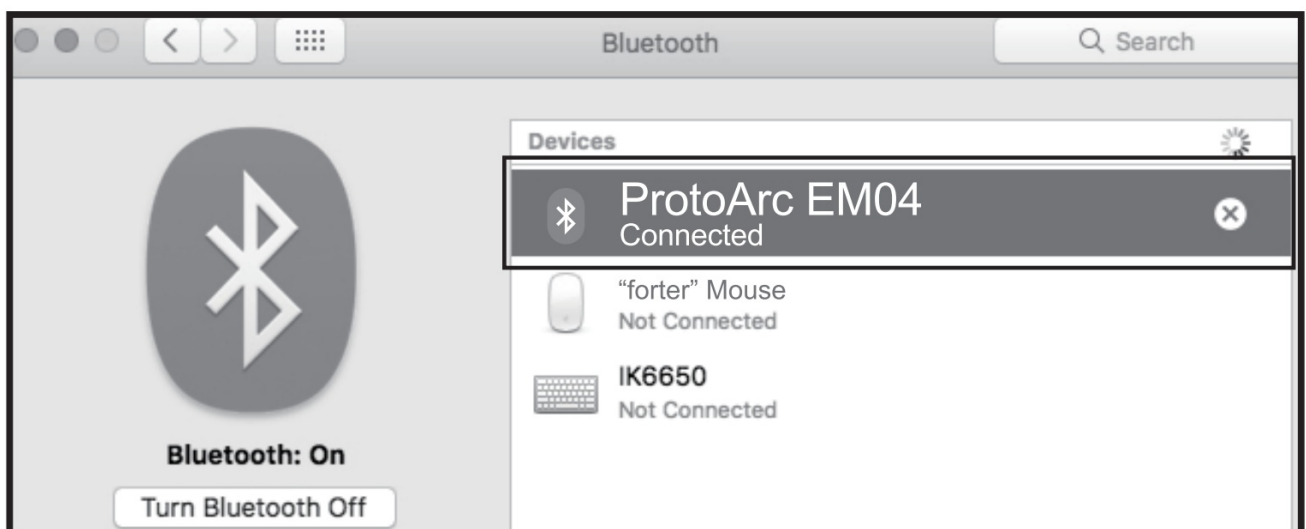 Bluetooth
Search
Devices
ProtoArc EM04
Connected
“forter” Mouse
Not Connected
IK6650
Not Connected
Bluetooth: On
Turn Bluetooth Off